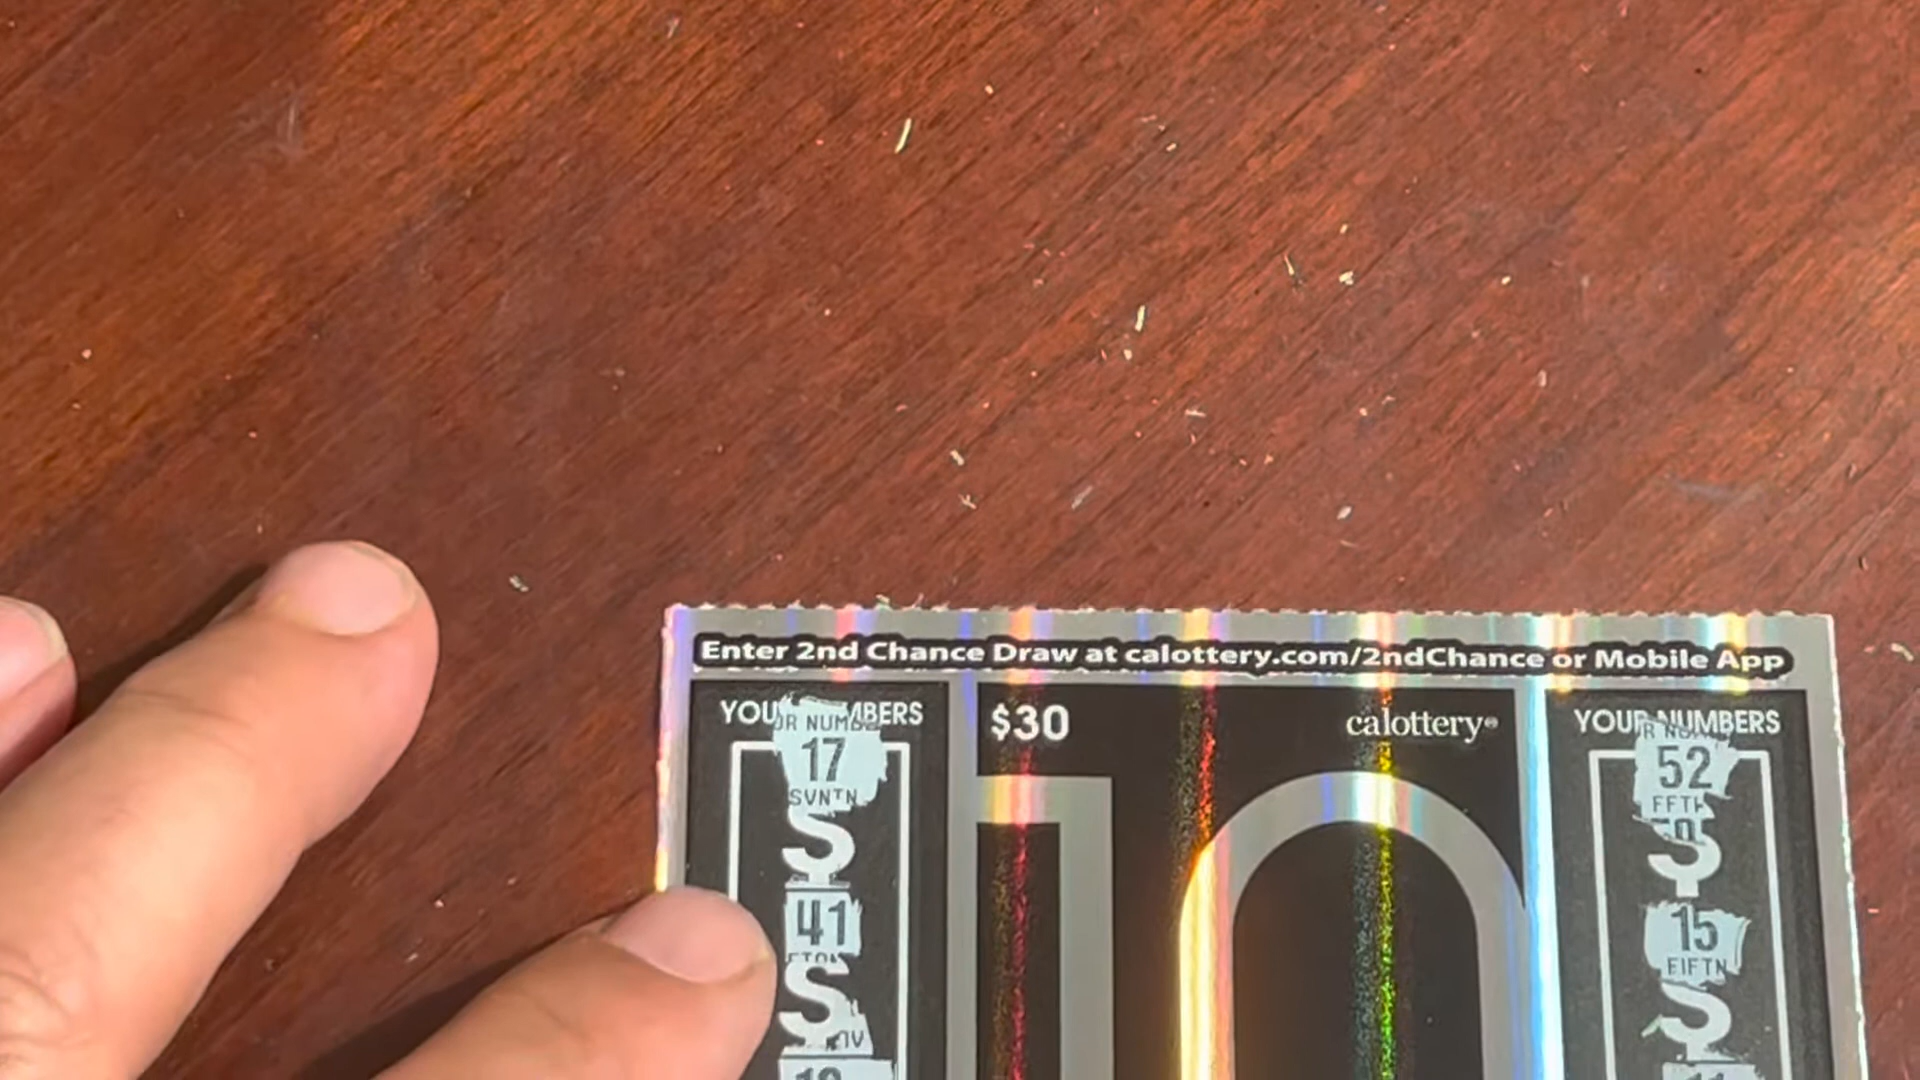 Enter 2nd Chance Draw at calottery.com/2ndChance or Mobile App
YOUR NUMBERS
17
SVNTN
41
$30
calottery
10
YOUR NUMBERS
52
15
EIFTN